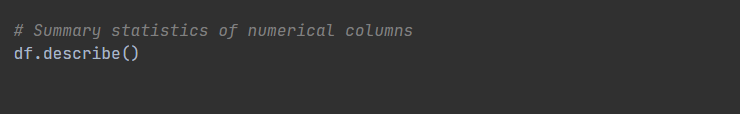 # Summary statistics of numerical columns
df.describe()